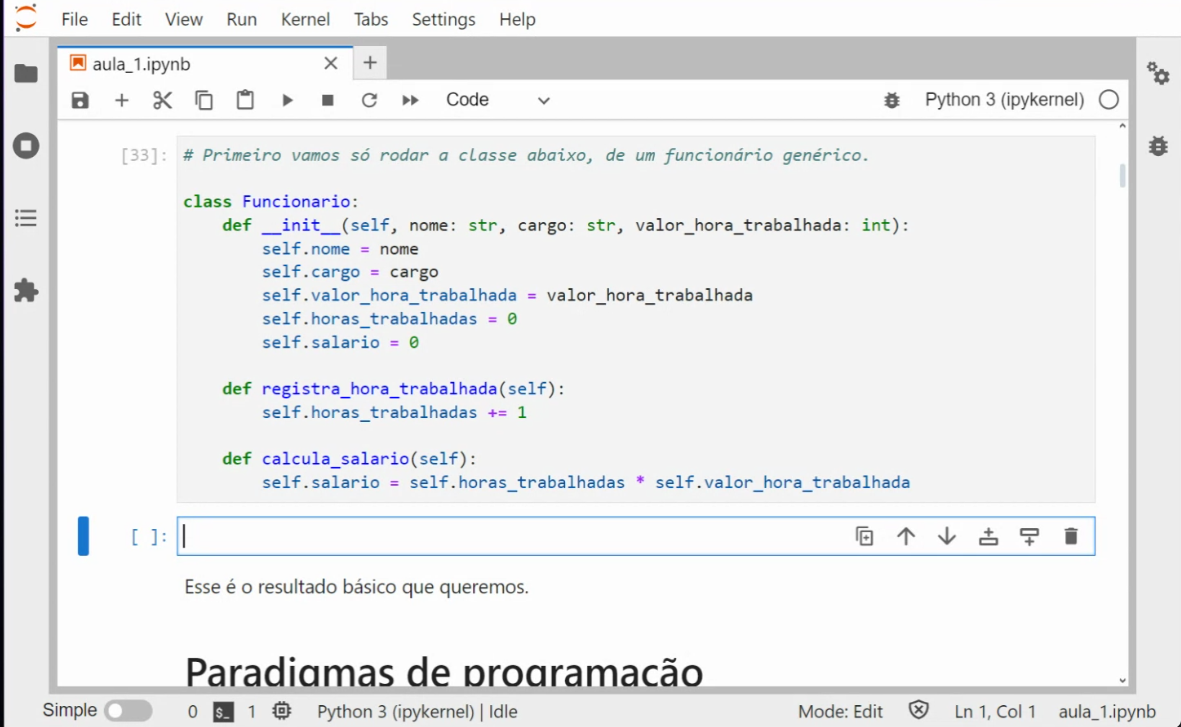 File Edit View Run Kernel Tabs Settings Help
aula_1.ipynb
Code Python 3 (ipykernel)
[33]: # Primeiro vamos só rodar a classe abaixo, de um funcionário genérico.
class Funcionario:
    def __init__(self, nome: str, cargo: str, valor_hora_trabalhada: int):
        self.nome = nome
        self.cargo = cargo
        self.valor_hora_trabalhada = valor_hora_trabalhada
        self.horas_trabalhadas = 0
        self.salario = 0
    def registra_hora_trabalhada(self):
        self.horas_trabalhadas += 1
    def calcula_salario(self):
        self.salario = self.horas_trabalhadas * self.valor_hora_trabalhada
[ ]:
Esse é o resultado básico que queremos.
Paradigmas de programação
Simple 0 $_ 1 Python 3 (ipykernel) | Idle Mode: Edit Ln 1, Col 1 aula_1.ipynb